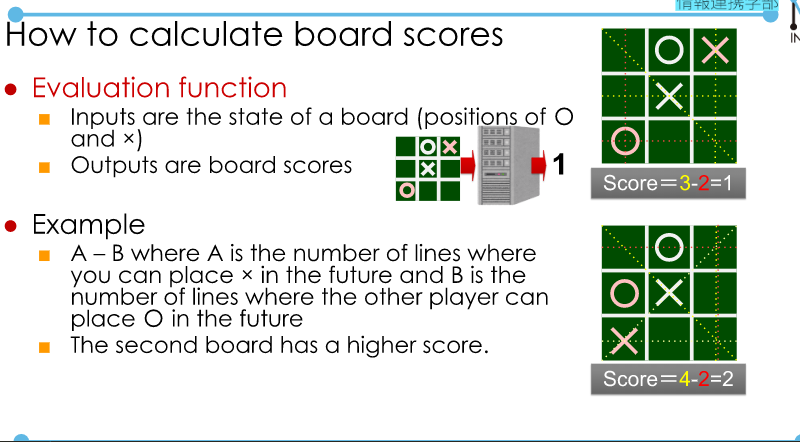 情報連携学部
IN
How to calculate board scores
● Evaluation function
■ Inputs are the state of a board (positions of O
and ×)
■ Outputs are board scores
1
● Example
■ A – B where A is the number of lines where
you can place × in the future and B is the
number of lines where the other player can
place O in the future
■ The second board has a higher score.
Score=3-2=1
Score=4-2=2